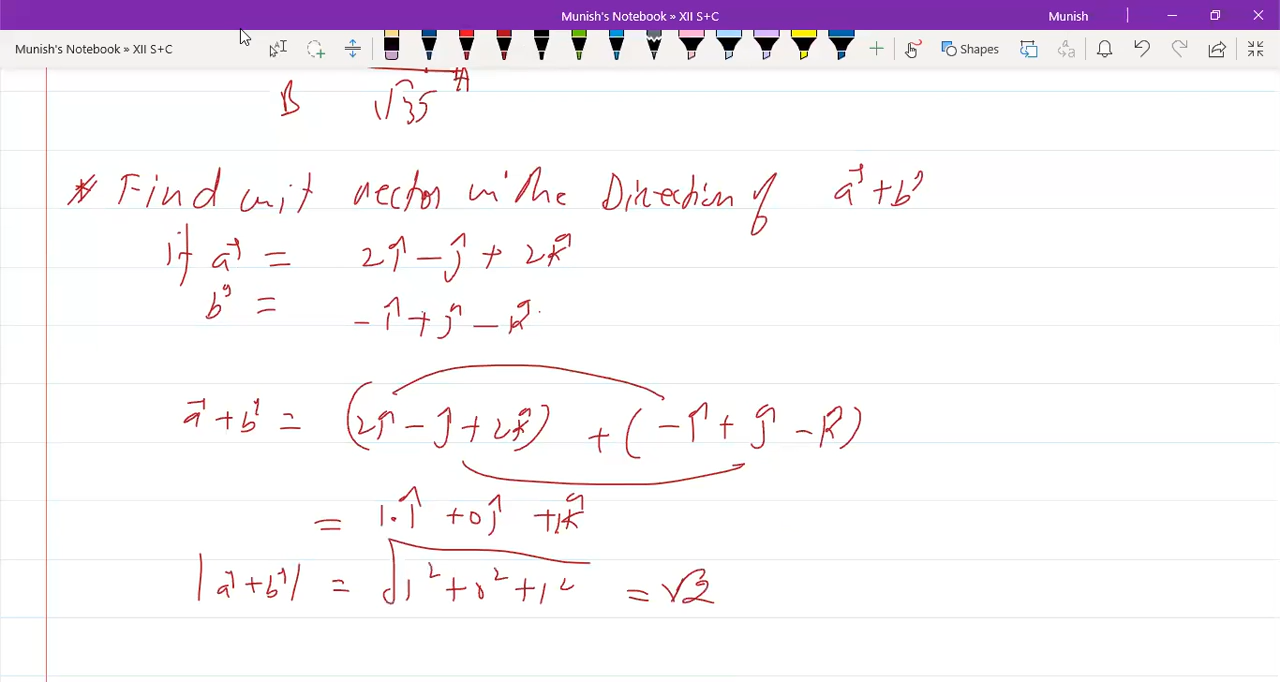 Munish's Notebook » XII S+C
Munish
Munish's Notebook » XII S+C
Shapes
B √35
* Find unit vector in the Direction of a⃗ + b⃗
if a⃗ = 2î − ĵ + 2k̂
b⃗ = −î + ĵ − k̂
a⃗ + b⃗ = (2î − ĵ + 2k̂) + (−î + ĵ − k̂)
= 1.î + 0ĵ + 1k̂
|a⃗ + b⃗| = √1² + 0² + 1² = √2